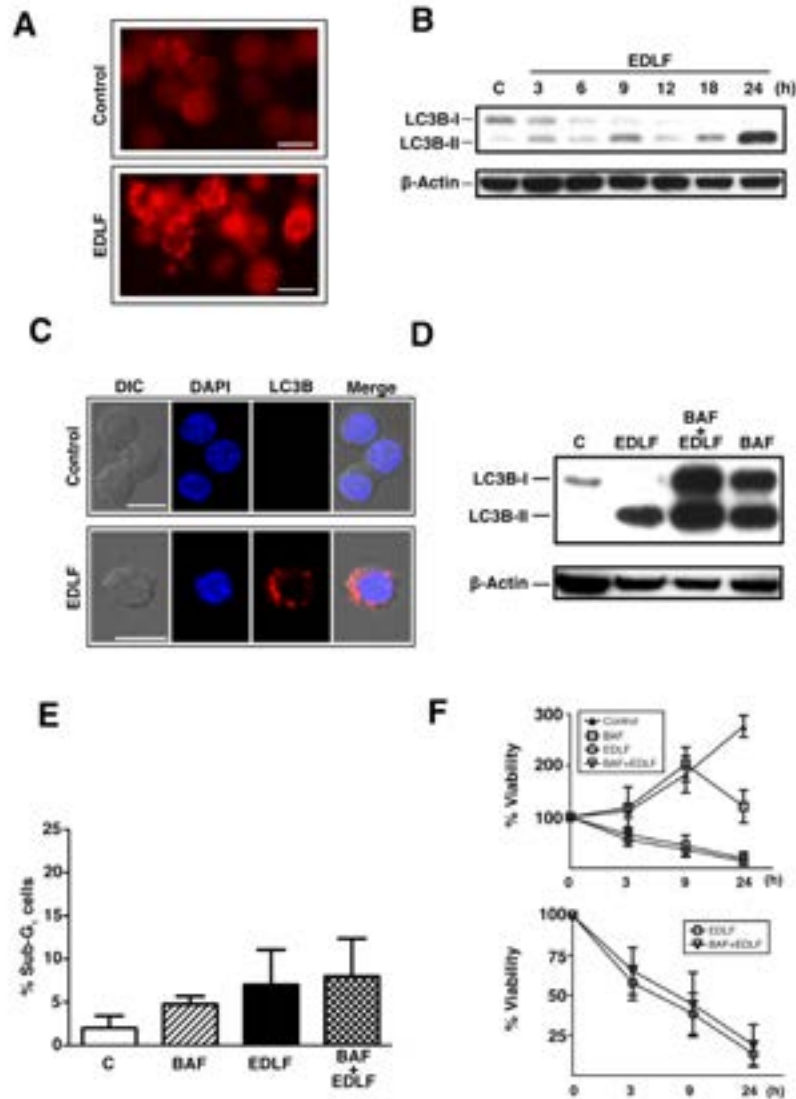 A
Control
EDLF
B
EDLF
C 3 6 9 12 18 24 (h)
LC3B-I
LC3B-II
β-Actin
C
DIC DAPI LC3B Merge
Control
EDLF
D
C EDLF BAF + EDLF BAF
LC3B-I
LC3B-II
β-Actin
E
% Sub-G₁ cells
25
20
15
10
5
0
C BAF EDLF BAF + EDLF
F
% Viability
300
200
100
Control
BAF
EDLF
BAF+EDLF
0 3 9 24 (h)
% Viability
100
75
50
25
EDLF
BAF+EDLF
0 3 9 24 (h)